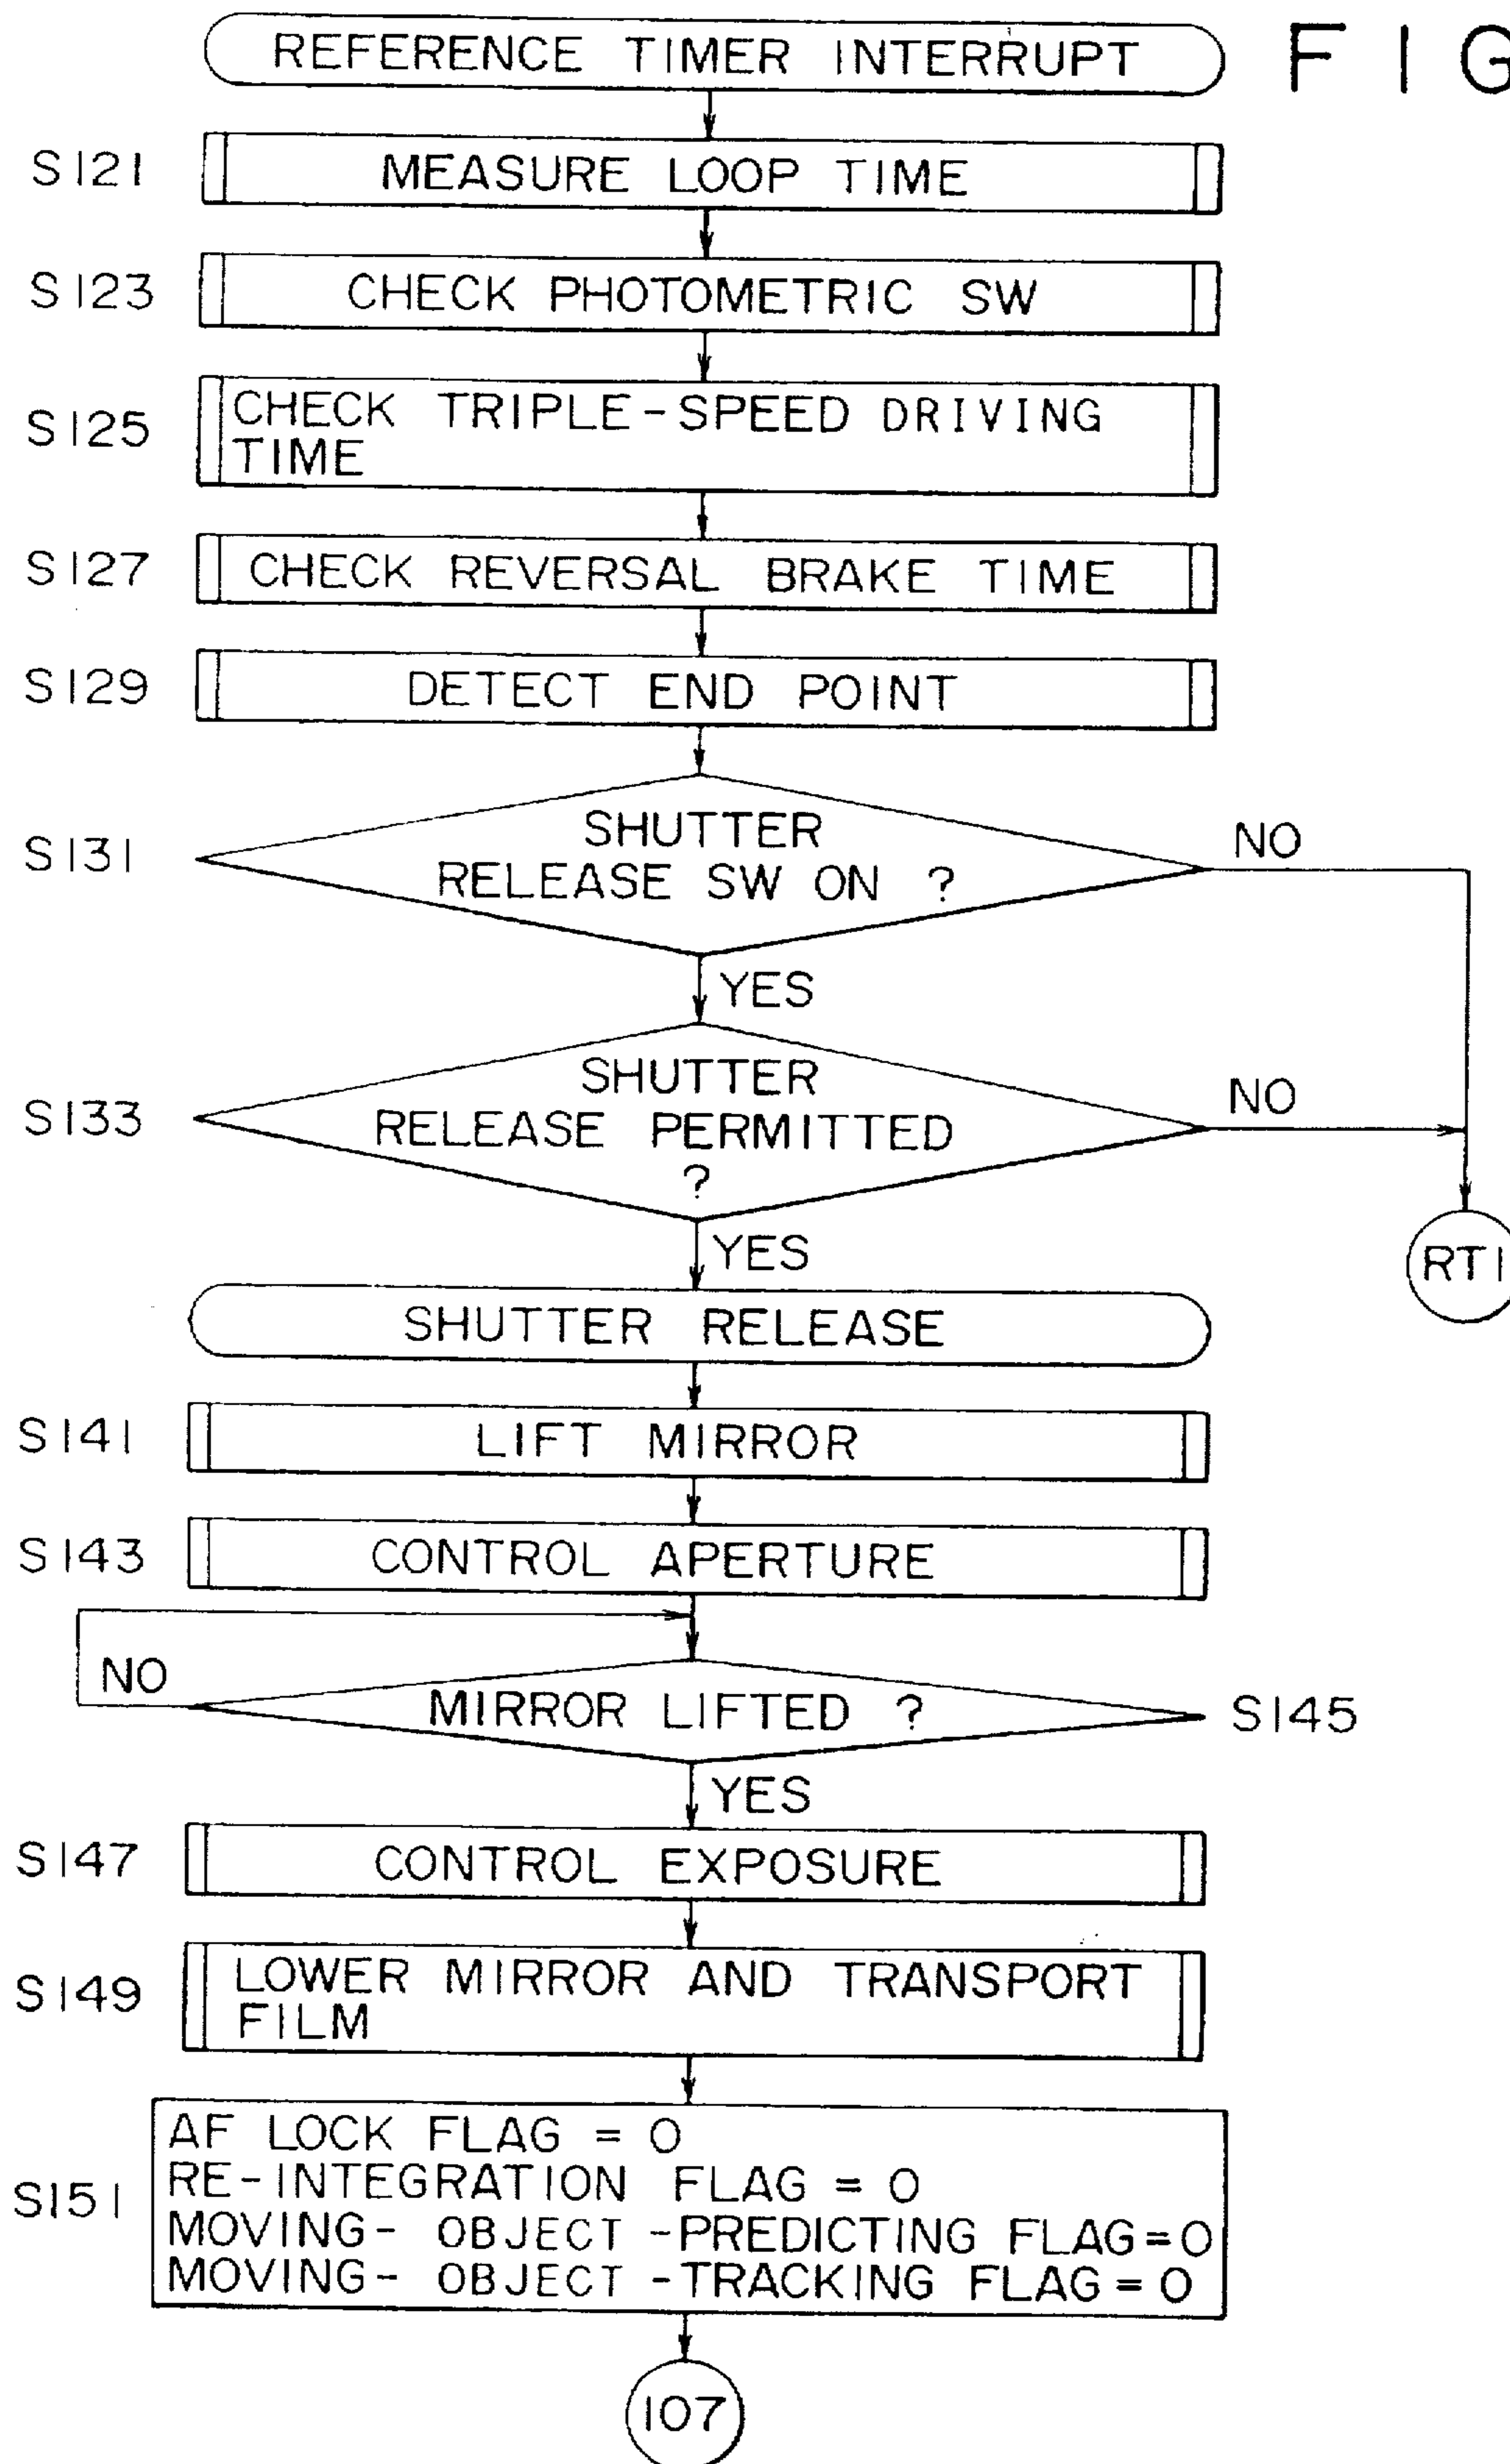 REFERENCE TIMER INTERRUPT
FIG
S121
MEASURE LOOP TIME
S123
CHECK PHOTOMETRIC SW
S125
CHECK TRIPLE-SPEED DRIVING
TIME
S127
CHECK REVERSAL BRAKE TIME
S129
DETECT END POINT
S131
SHUTTER
RELEASE SW ON ?
NO
YES
S133
SHUTTER
RELEASE PERMITTED
?
NO
RTI
YES
SHUTTER RELEASE
S141
LIFT MIRROR
S143
CONTROL APERTURE
NO
MIRROR LIFTED ?
S145
YES
S147
CONTROL EXPOSURE
S149
LOWER MIRROR AND TRANSPORT
FILM
S151
AF LOCK FLAG = 0
RE-INTEGRATION FLAG = 0
MOVING- OBJECT -PREDICTING FLAG=0
MOVING- OBJECT -TRACKING FLAG=0
107